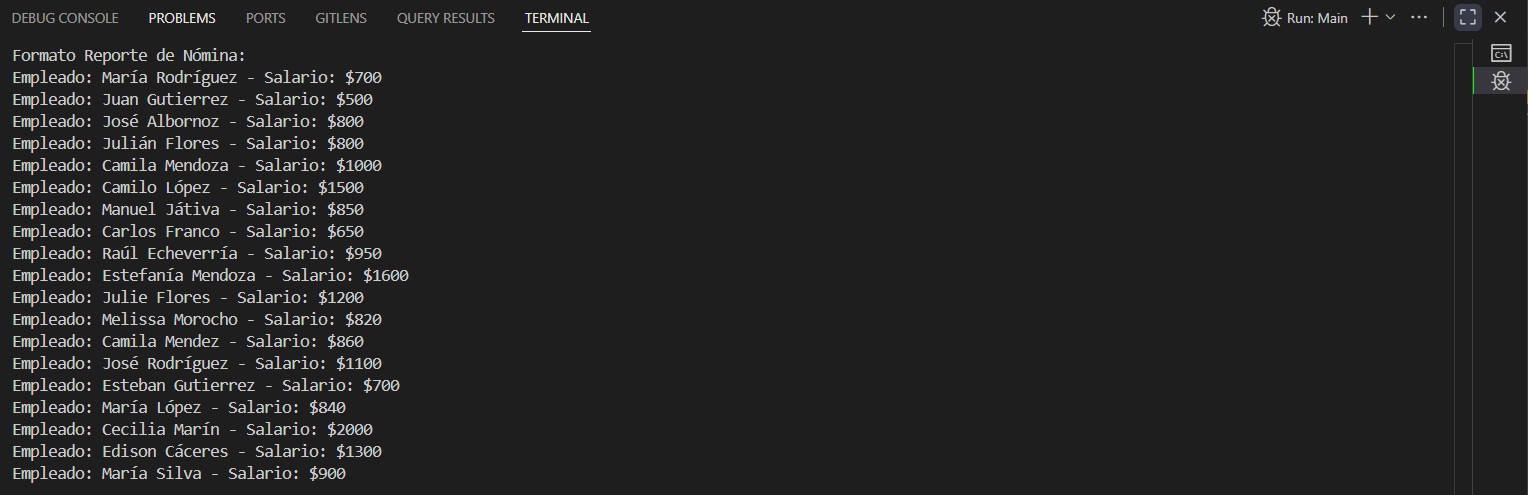 DEBUG CONSOLE PROBLEMS PORTS GITLENS QUERY RESULTS TERMINAL Run: Main
Formato Reporte de Nómina:
Empleado: María Rodríguez - Salario: $700
Empleado: Juan Gutierrez - Salario: $500
Empleado: José Albornoz - Salario: $800
Empleado: Julián Flores - Salario: $800
Empleado: Camila Mendoza - Salario: $1000
Empleado: Camilo López - Salario: $1500
Empleado: Manuel Játiva - Salario: $850
Empleado: Carlos Franco - Salario: $650
Empleado: Raúl Echeverría - Salario: $950
Empleado: Estefanía Mendoza - Salario: $1600
Empleado: Julie Flores - Salario: $1200
Empleado: Melissa Morocho - Salario: $820
Empleado: Camila Mendez - Salario: $860
Empleado: José Rodríguez - Salario: $1100
Empleado: Esteban Gutierrez - Salario: $700
Empleado: María López - Salario: $840
Empleado: Cecilia Marín - Salario: $2000
Empleado: Edison Cáceres - Salario: $1300
Empleado: María Silva - Salario: $900